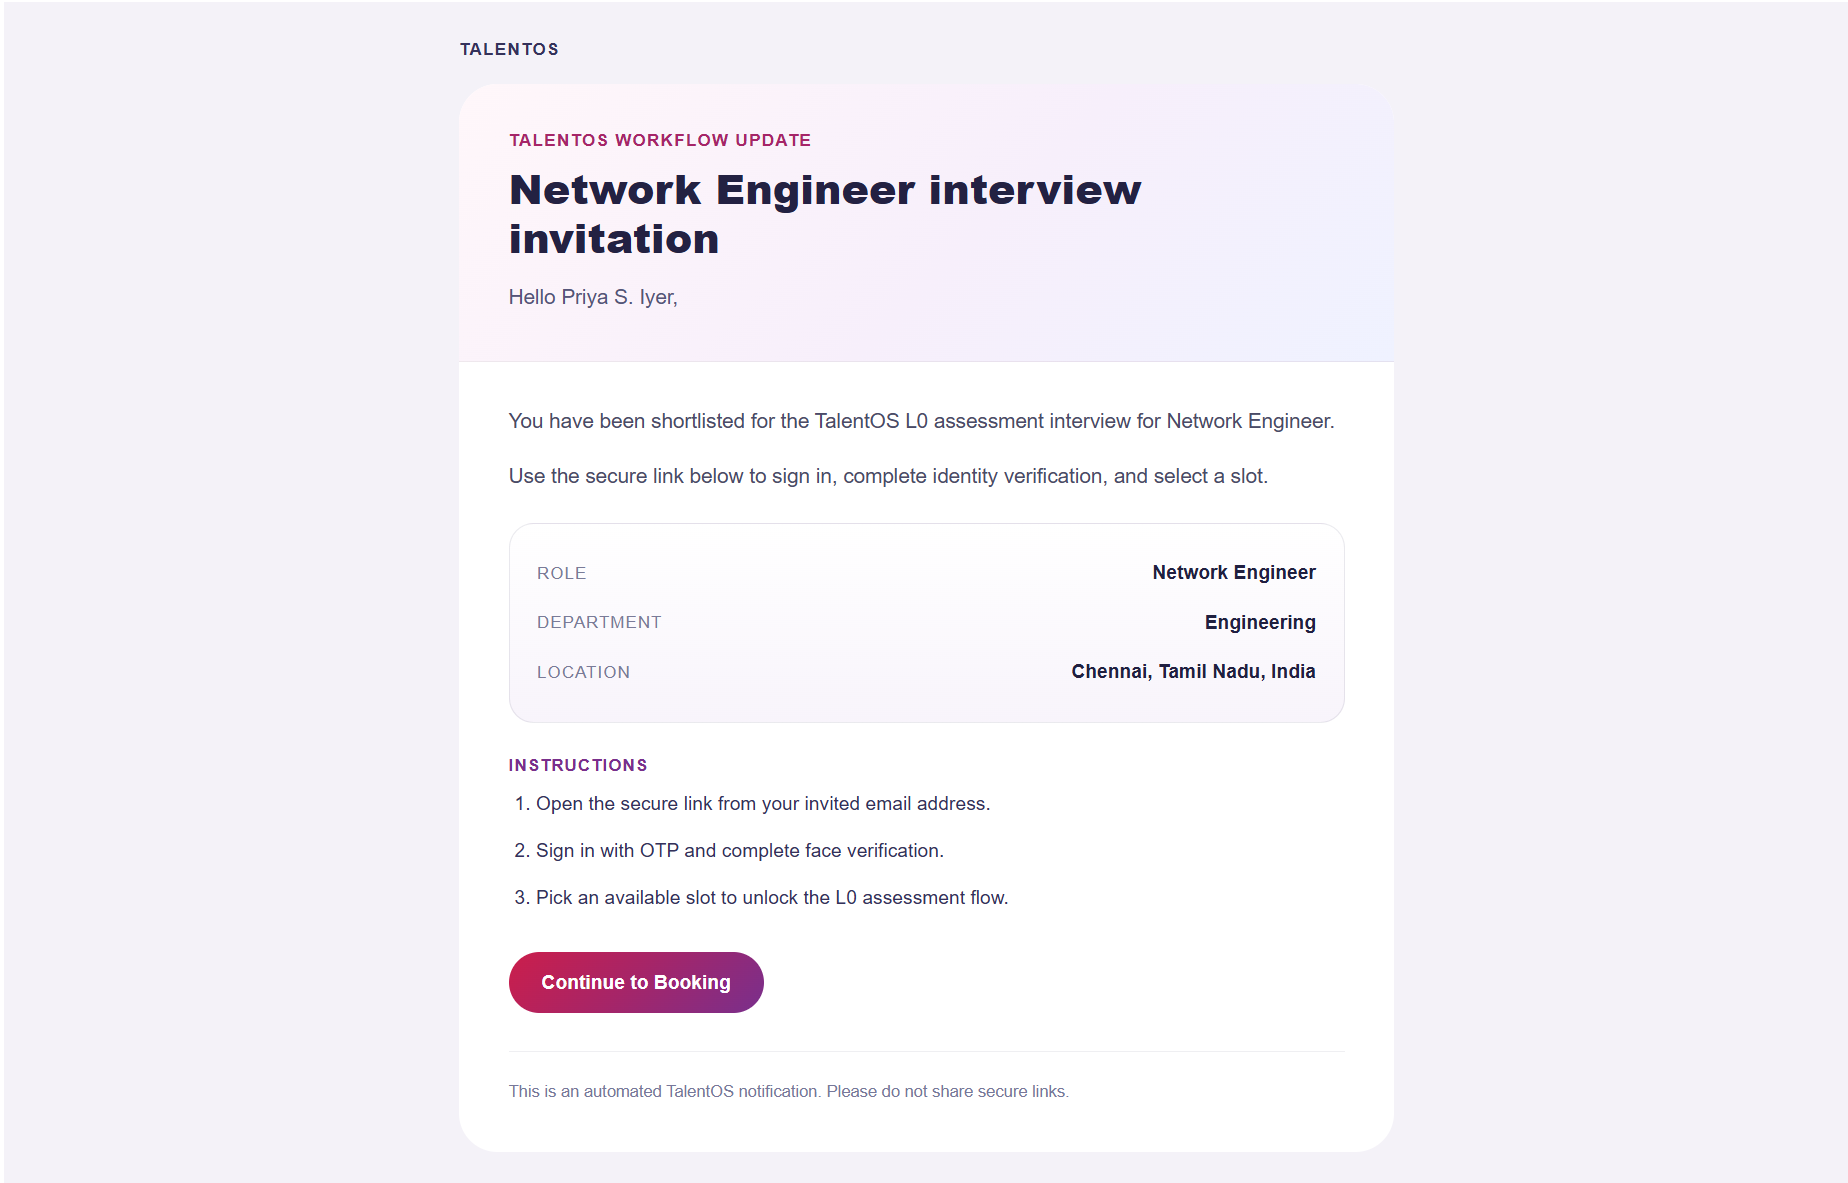 TALENTOS
TALENTOS WORKFLOW UPDATE
Network Engineer interview
invitation
Hello Priya S. Iyer,
You have been shortlisted for the TalentOS L0 assessment interview for Network Engineer.
Use the secure link below to sign in, complete identity verification, and select a slot.
ROLE Network Engineer
DEPARTMENT Engineering
LOCATION Chennai, Tamil Nadu, India
INSTRUCTIONS
1. Open the secure link from your invited email address.
2. Sign in with OTP and complete face verification.
3. Pick an available slot to unlock the L0 assessment flow.
Continue to Booking
This is an automated TalentOS notification. Please do not share secure links.